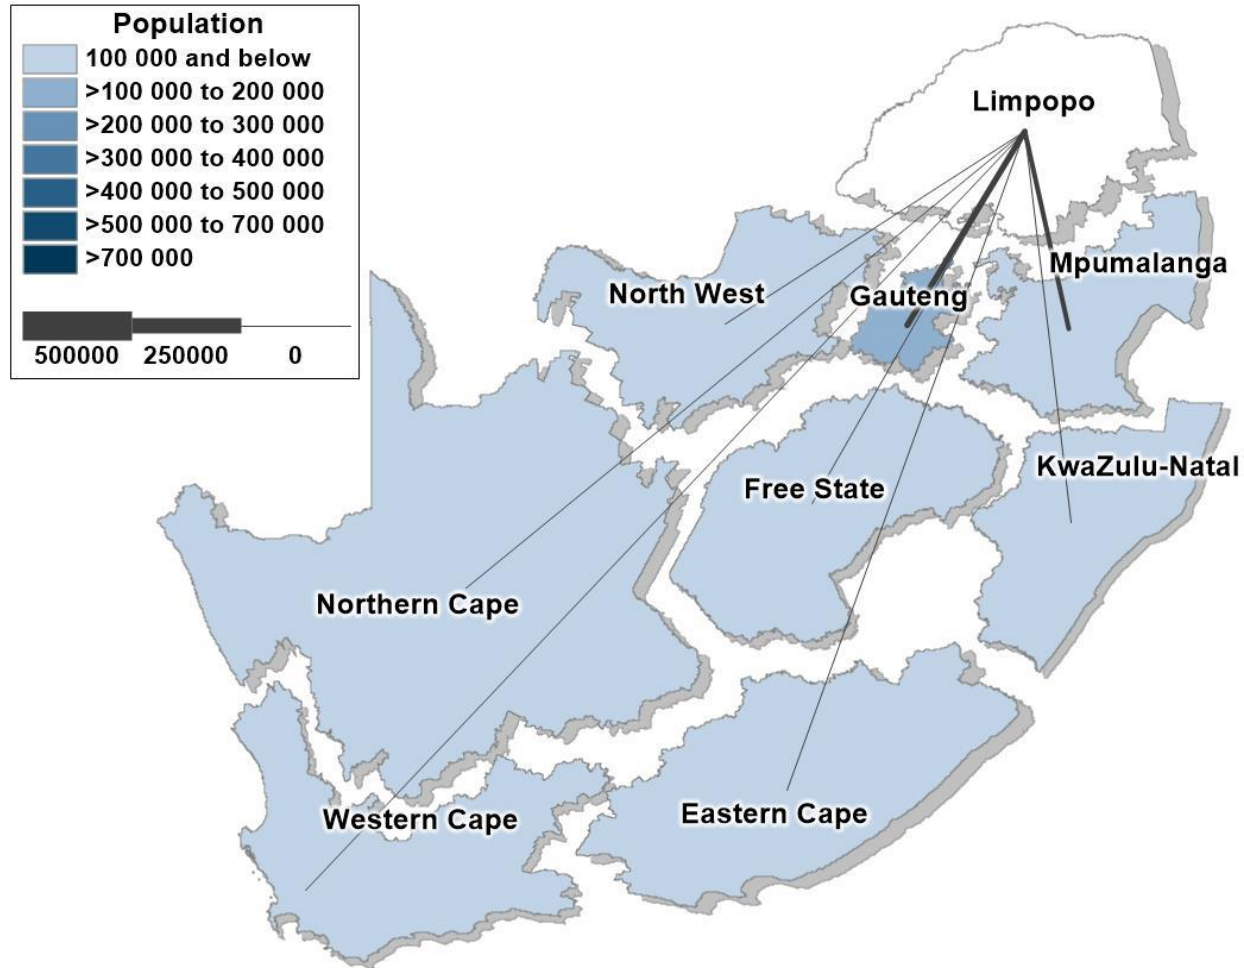 Population
100 000 and below
>100 000 to 200 000
>200 000 to 300 000
>300 000 to 400 000
>400 000 to 500 000
>500 000 to 700 000
>700 000
500000 250000 0
Limpopo
Mpumalanga
North West
Gauteng
KwaZulu-Natal
Free State
Northern Cape
Western Cape
Eastern Cape